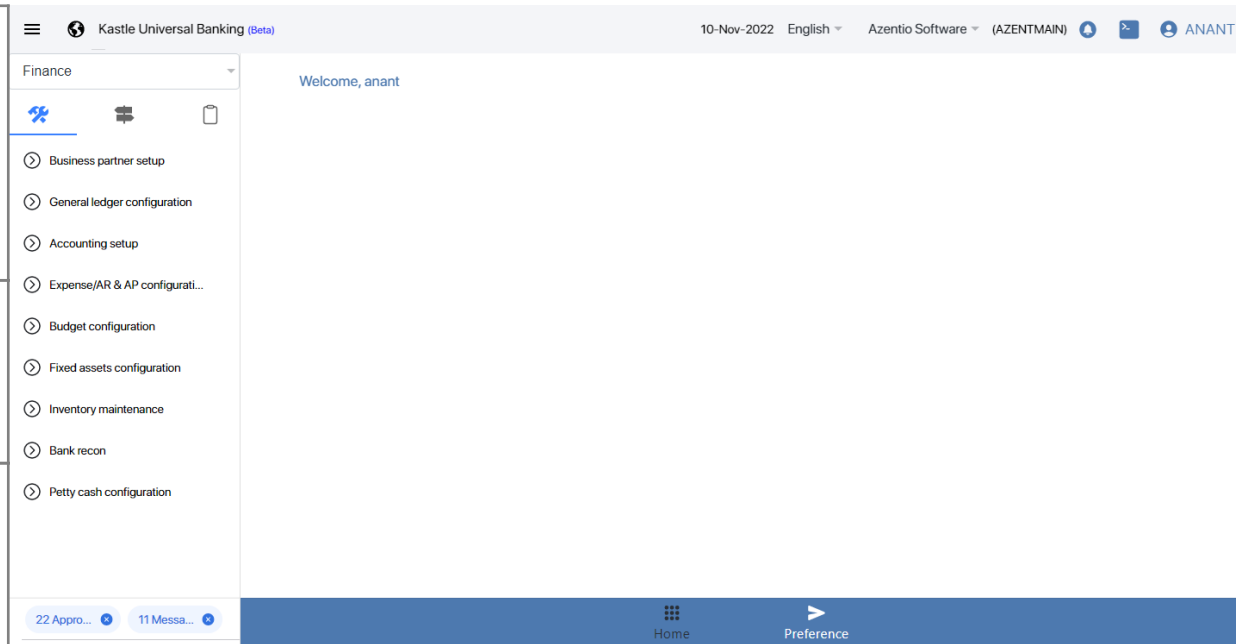 Kastle Universal Banking (Beta) 10-Nov-2022 English Azentio Software (AZENTMAIN) ANANT
Finance
Welcome, anant
Business partner setup
General ledger configuration
Accounting setup
Expense/AR & AP configurati...
Budget configuration
Fixed assets configuration
Inventory maintenance
Bank recon
Petty cash configuration
22 Appro... 11 Messa...
Home Preference